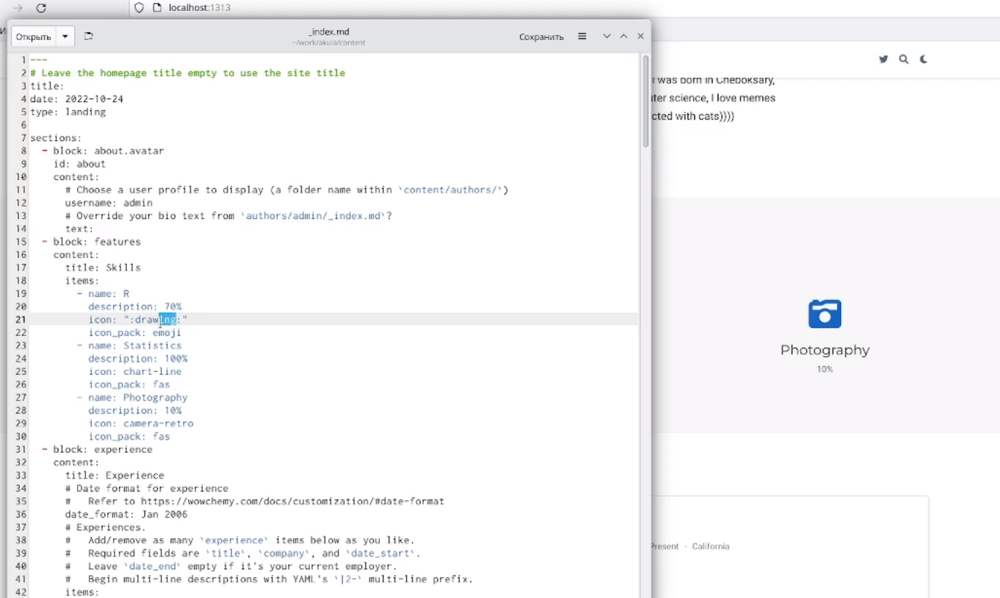 localhost:1313
Открыть
_index.md
~/work/akula/content
Сохранить
1 ---
2 # Leave the homepage title empty to use the site title
3 title:
4 date: 2022-10-24
5 type: landing
6
7 sections:
8 - block: about.avatar
9 id: about
10 content:
11 # Choose a user profile to display (a folder name within `content/authors/`)
12 username: admin
13 # Override your bio text from `authors/admin/_index.md`?
14 text:
15 - block: features
16 content:
17 title: Skills
18 items:
19 - name: R
20 description: 70%
21 icon: ":drawing:"
22 icon_pack: emoji
23 - name: Statistics
24 description: 100%
25 icon: chart-line
26 icon_pack: fas
27 - name: Photography
28 description: 10%
29 icon: camera-retro
30 icon_pack: fas
31 - block: experience
32 content:
33 title: Experience
34 # Date format for experience
35 # Refer to https://wowchemy.com/docs/customization/#date-format
36 date_format: Jan 2006
37 # Experiences.
38 # Add/remove as many `experience` items below as you like.
39 # Required fields are `title`, `company`, and `date_start`.
40 # Leave `date_end` empty if it's your current employer.
41 # Begin multi-line descriptions with YAML's `|2-` multi-line prefix.
42 items:
I was born in Cheboksary,
ter science, I love memes
cted with cats))))
Photography
10%
Present · California